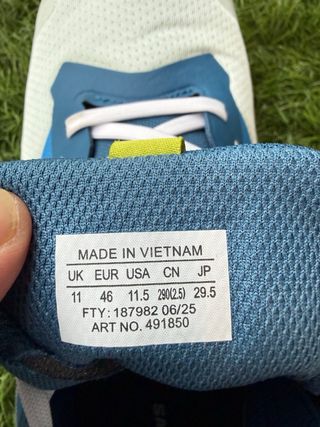 MADE IN VIETNAM
UK EUR USA CN JP
11 46 11.5 290(2.5) 29.5
FTY: 187982 06/25
ART NO. 491850